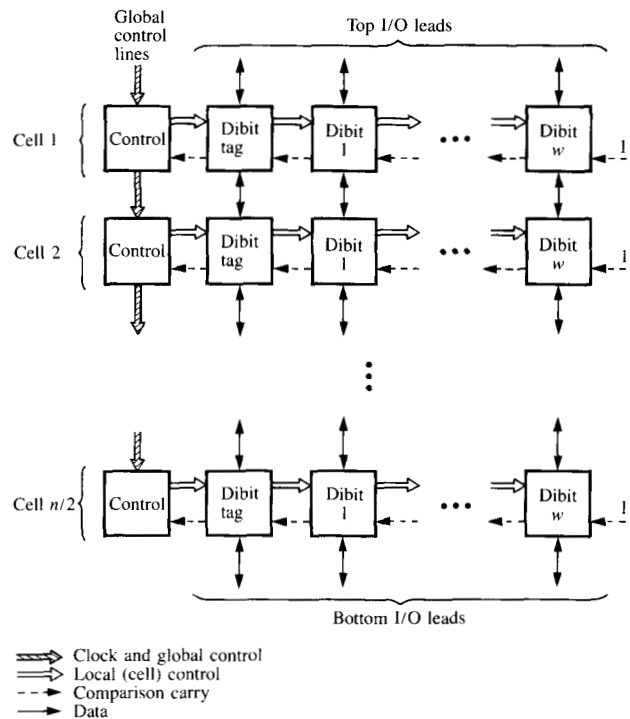 Global
control
lines
Top I/O leads
Cell 1
Control
Dibit
tag
Dibit
1
•••
Dibit
w
1
Cell 2
Control
Dibit
tag
Dibit
1
•••
Dibit
w
1
Cell n/2
Control
Dibit
tag
Dibit
1
•••
Dibit
w
1
Bottom I/O leads
Clock and global control
Local (cell) control
Comparison carry
Data